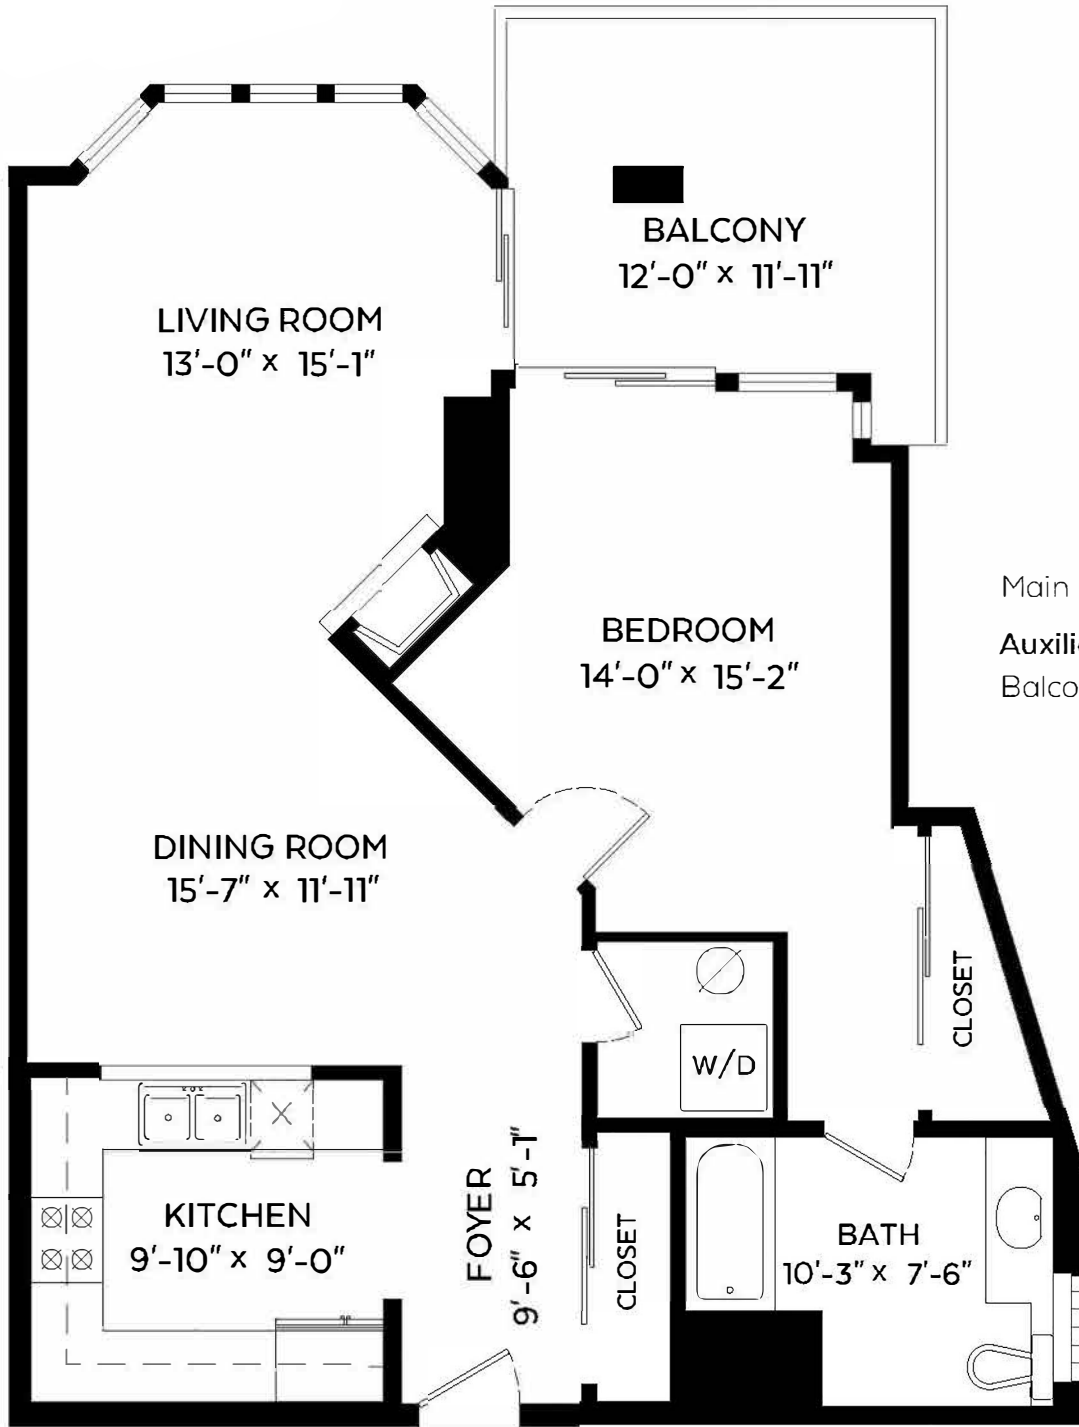 BALCONY
12'-0" x 11'-11"
LIVING ROOM
13'-0" x 15'-1"
Main
BEDROOM
14'-0" x 15'-2"
Balco
DINING ROOM
15'-7" x 11'-11"
CLOSET
W/D
KITCHEN
9'-10" x 9'-0"
FOYER
9'-6" x 5'-1"
CLOSET
BATH
10'-3" x 7'-6"